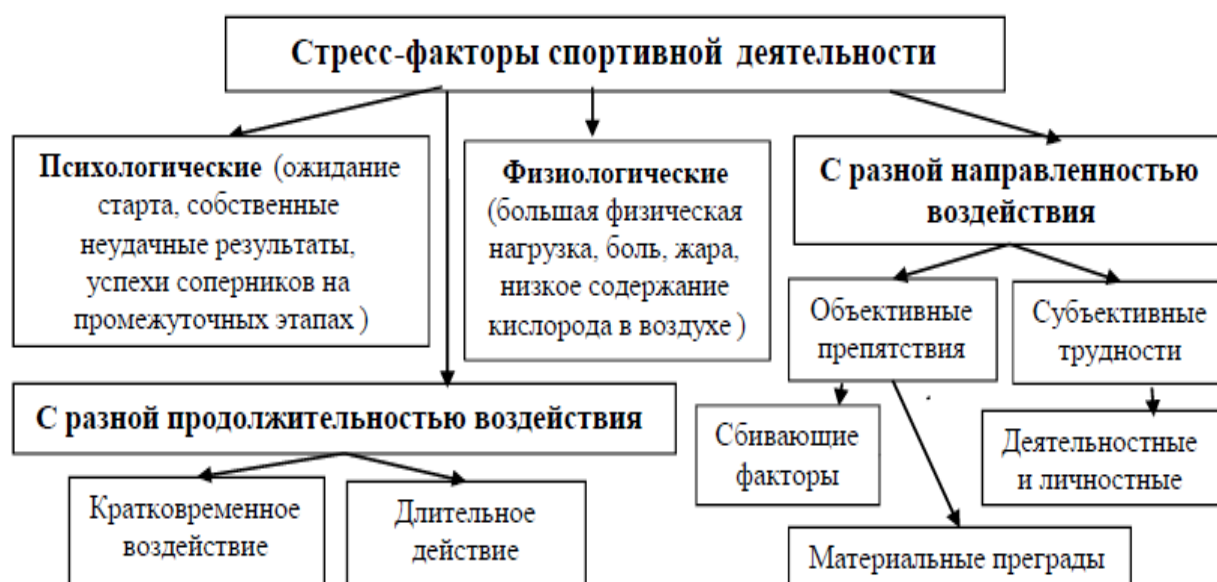 Стресс-факторы спортивной деятельности
Психологические (ожидание
старта, собственные
неудачные результаты,
успехи соперников на
промежуточных этапах )
Физиологические
(большая физическая
нагрузка, боль, жара,
низкое содержание
кислорода в воздухе )
С разной направленностью
воздействия
Объективные
препятствия
Субъективные
трудности
С разной продолжительностью воздействия
Сбивающие
факторы
Деятельностные
и личностные
Кратковременное
воздействие
Длительное
действие
Материальные преграды